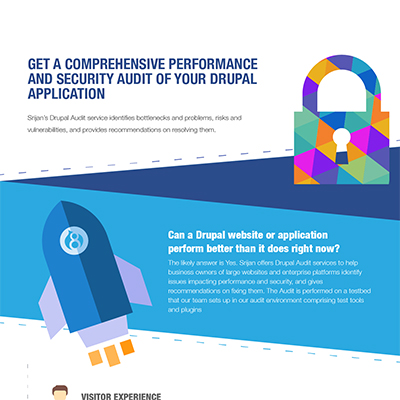 GET A COMPREHENSIVE PERFORMANCE
AND SECURITY AUDIT OF YOUR DRUPAL
APPLICATION
Srijan's Drupal Audit service identifies bottlenecks and problems, risks and
vulnerabilities, and provides recommendations on resolving them.
Can a Drupal website or application
perform better than it does right now?
The likely answer is Yes. Srijan offers Drupal Audit services to help
business owners of large websites and enterprise platforms identify
issues impacting performance and security, and gives
recommendations on fixing them. The Audit is performed on a testbed
that our team sets up in our audit environment comprising test tools
and plugins
8
VISITOR EXPERIENCE